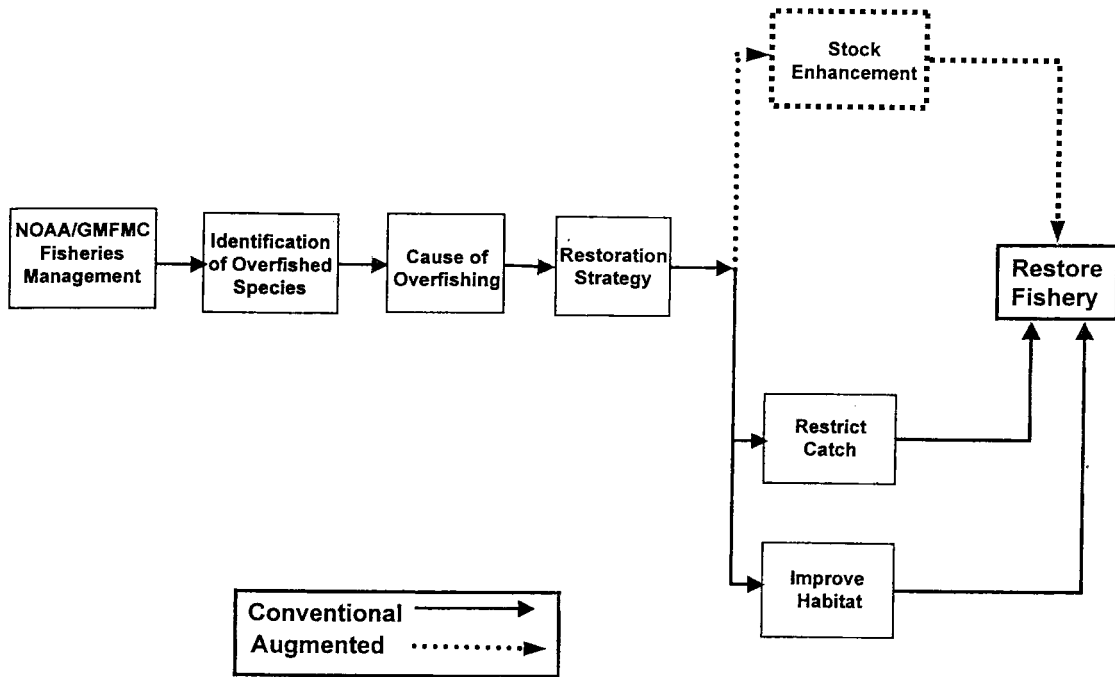 Stock
Enhancement
NOAA/GMFMC
Fisheries
Management
Identification
of Overfished
Species
Cause of
Overfishing
Restoration
Strategy
Restore
Fishery
Restrict
Catch
Improve
Habitat
Conventional
Augmented